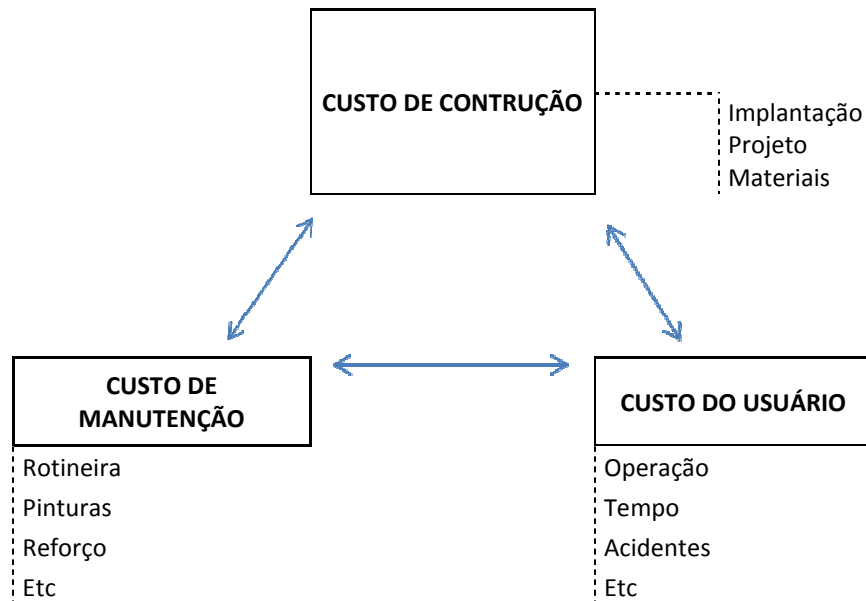 CUSTO DE CONTRUÇÃO
Implantação
Projeto
Materiais
CUSTO DE
MANUTENÇÃO
Rotineira
Pinturas
Reforço
Etc
CUSTO DO USUÁRIO
Operação
Tempo
Acidentes
Etc